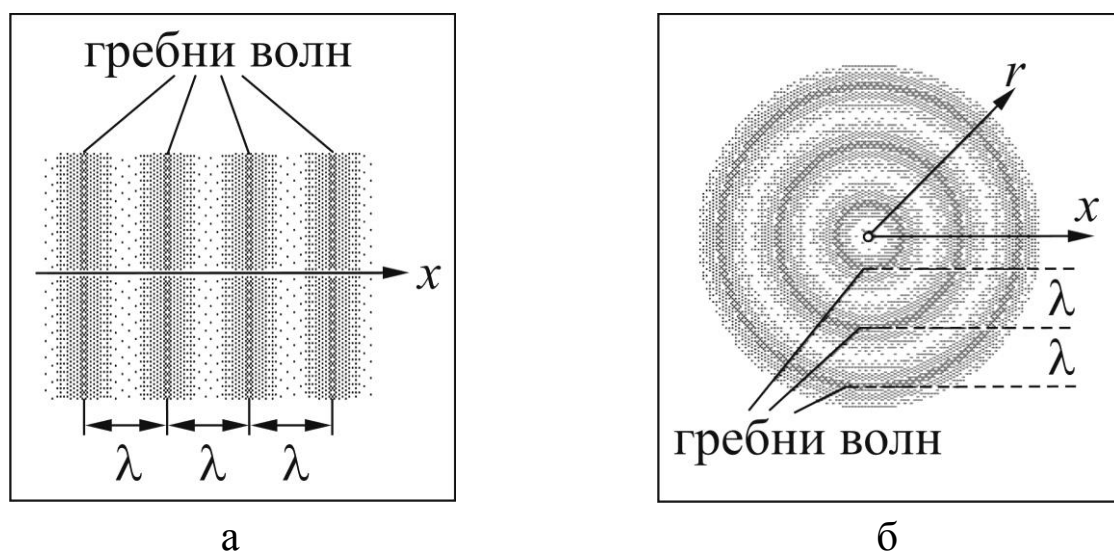 гребни волн
x
λ λ λ
а
r
x
λ
λ
гребни волн
б